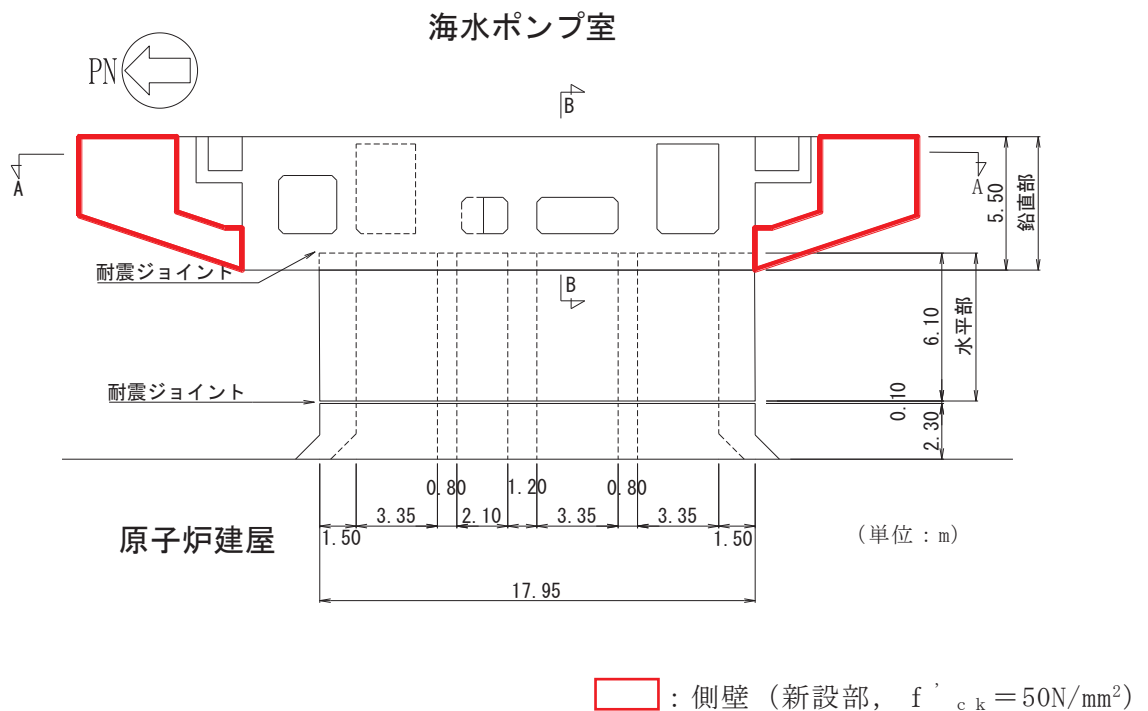 海水ポンプ室
PN
B
A
A
5.50
鉛直部
耐震ジョイント
B
6.10
水平部
耐震ジョイント
0.10
2.30
0.80
1.20
0.80
3.35
2.10
3.35
3.35
1.50
1.50
原子炉建屋
(単位：m)
17.95
：側壁（新設部，f'ck＝50N/mm²）